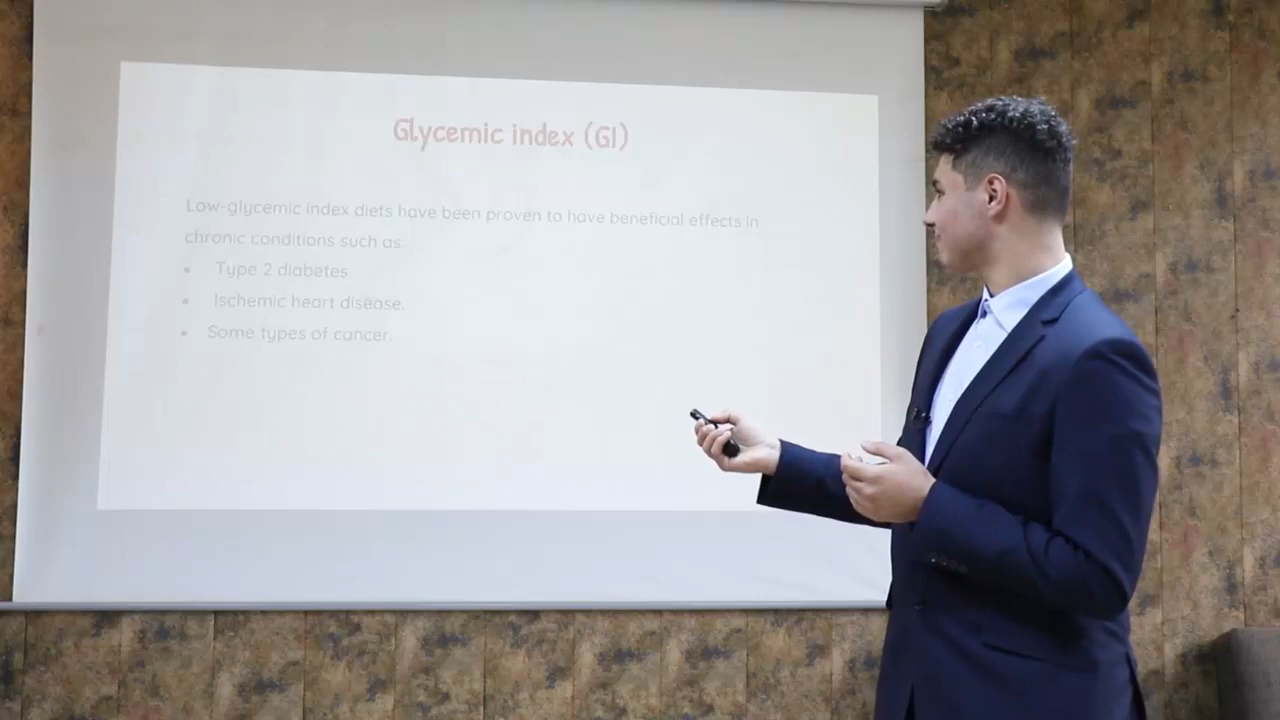 Glycemic index (GI)
Low-glycemic index diets have been proven to have beneficial effects in
chronic conditions such as:
• Type 2 diabetes
• Ischemic heart disease.
• Some types of cancer.